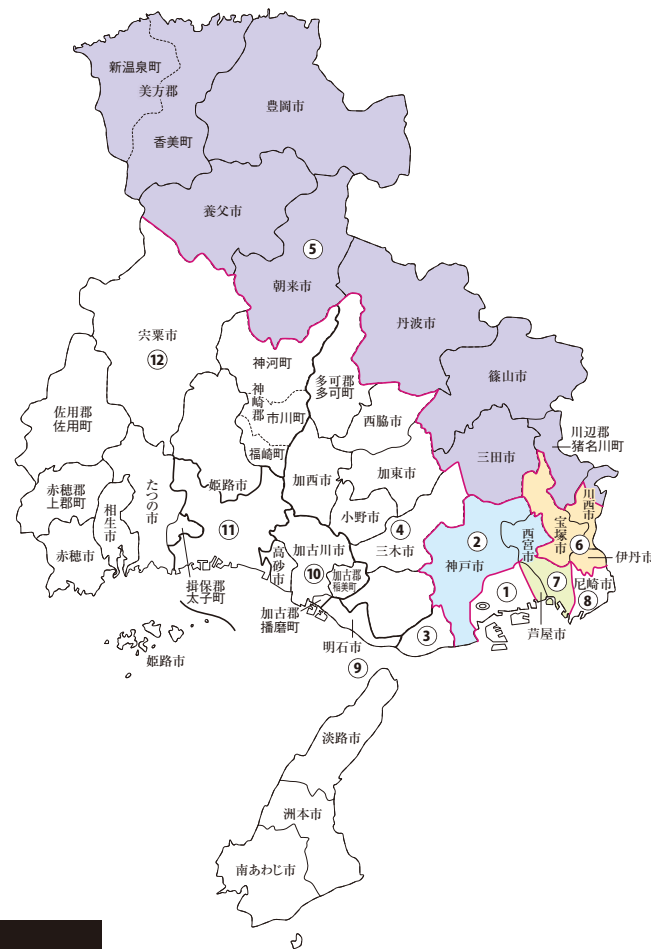 新温泉町
美方郡
香美町
豊岡市
養父市
⑤
朝来市
丹波市
篠山市
川辺郡
猪名川町
三田市
宍粟市
⑫
神河町
神崎郡
市川町
福崎町
多可郡
多可町
西脇市
佐用郡
佐用町
赤穂郡
上郡町
相生市
赤穂市
たつの市
姫路市
⑪
揖保郡
太子町
加西市
加東市
小野市
④
三木市
高砂市
加古川市
⑩
加古郡
稲美町
加古郡
播磨町
明石市
⑨
③
②
神戸市
西宮市
①
宝塚市
川西市
⑥
伊丹市
⑦
尼崎市
⑧
芦屋市
姫路市
淡路市
洲本市
南あわじ市